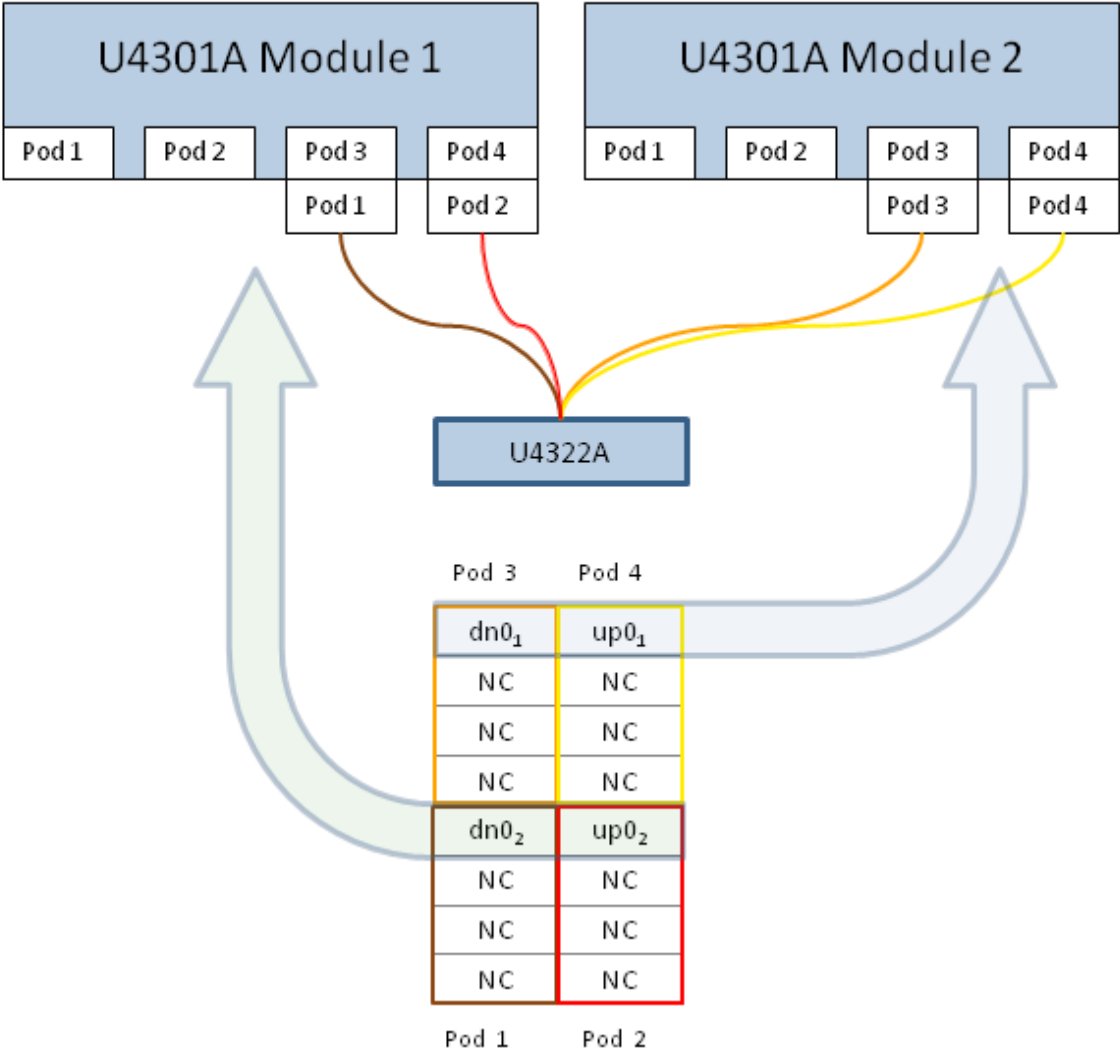 U4301A Module 1 U4301A Module 2
Pod 1 Pod 2 Pod 3 Pod 4 Pod 1 Pod 2 Pod 3 Pod 4
Pod 1 Pod 2 Pod 3 Pod 4
U4322A
Pod 3 Pod 4
dn0₁ up0₁
NC NC
NC NC
NC NC
dn0₂ up0₂
NC NC
NC NC
NC NC
Pod 1 Pod 2